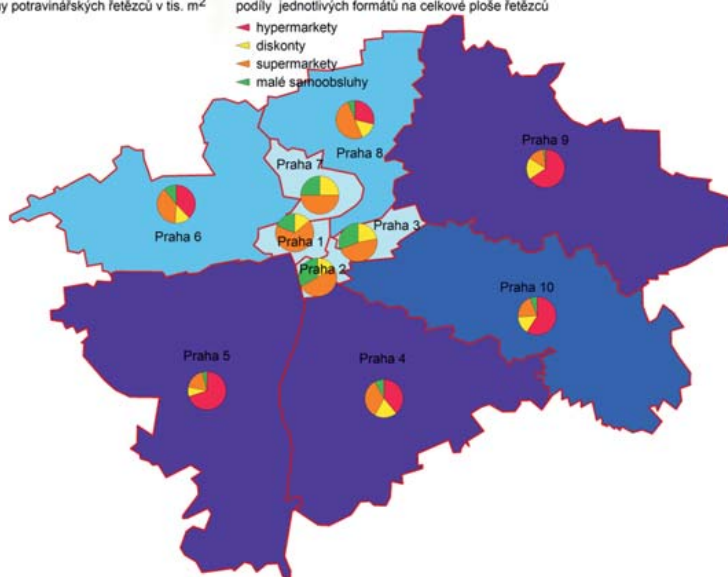 potravinářských řetězců v tis. m²
podíly jednotlivých formátů na celkové ploše řetězců
hypermarkety
diskonty
supermarkety
malé samoobsluhy
Praha 7
Praha 8
Praha 9
Praha 3
Praha 6
Praha 1
Praha 2
Praha 10
Praha 5
Praha 4